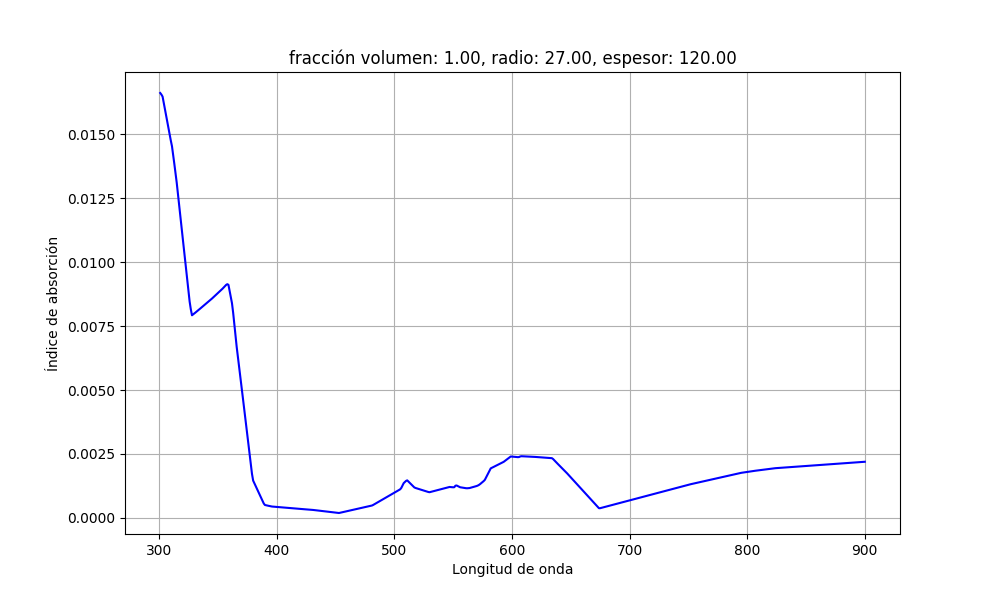 fracción volumen: 1.00, radio: 27.00, espesor: 120.00
Índice de absorción
0.0150
0.0125
0.0100
0.0075
0.0050
0.0025
0.0000
300 400 500 600 700 800 900
Longitud de onda